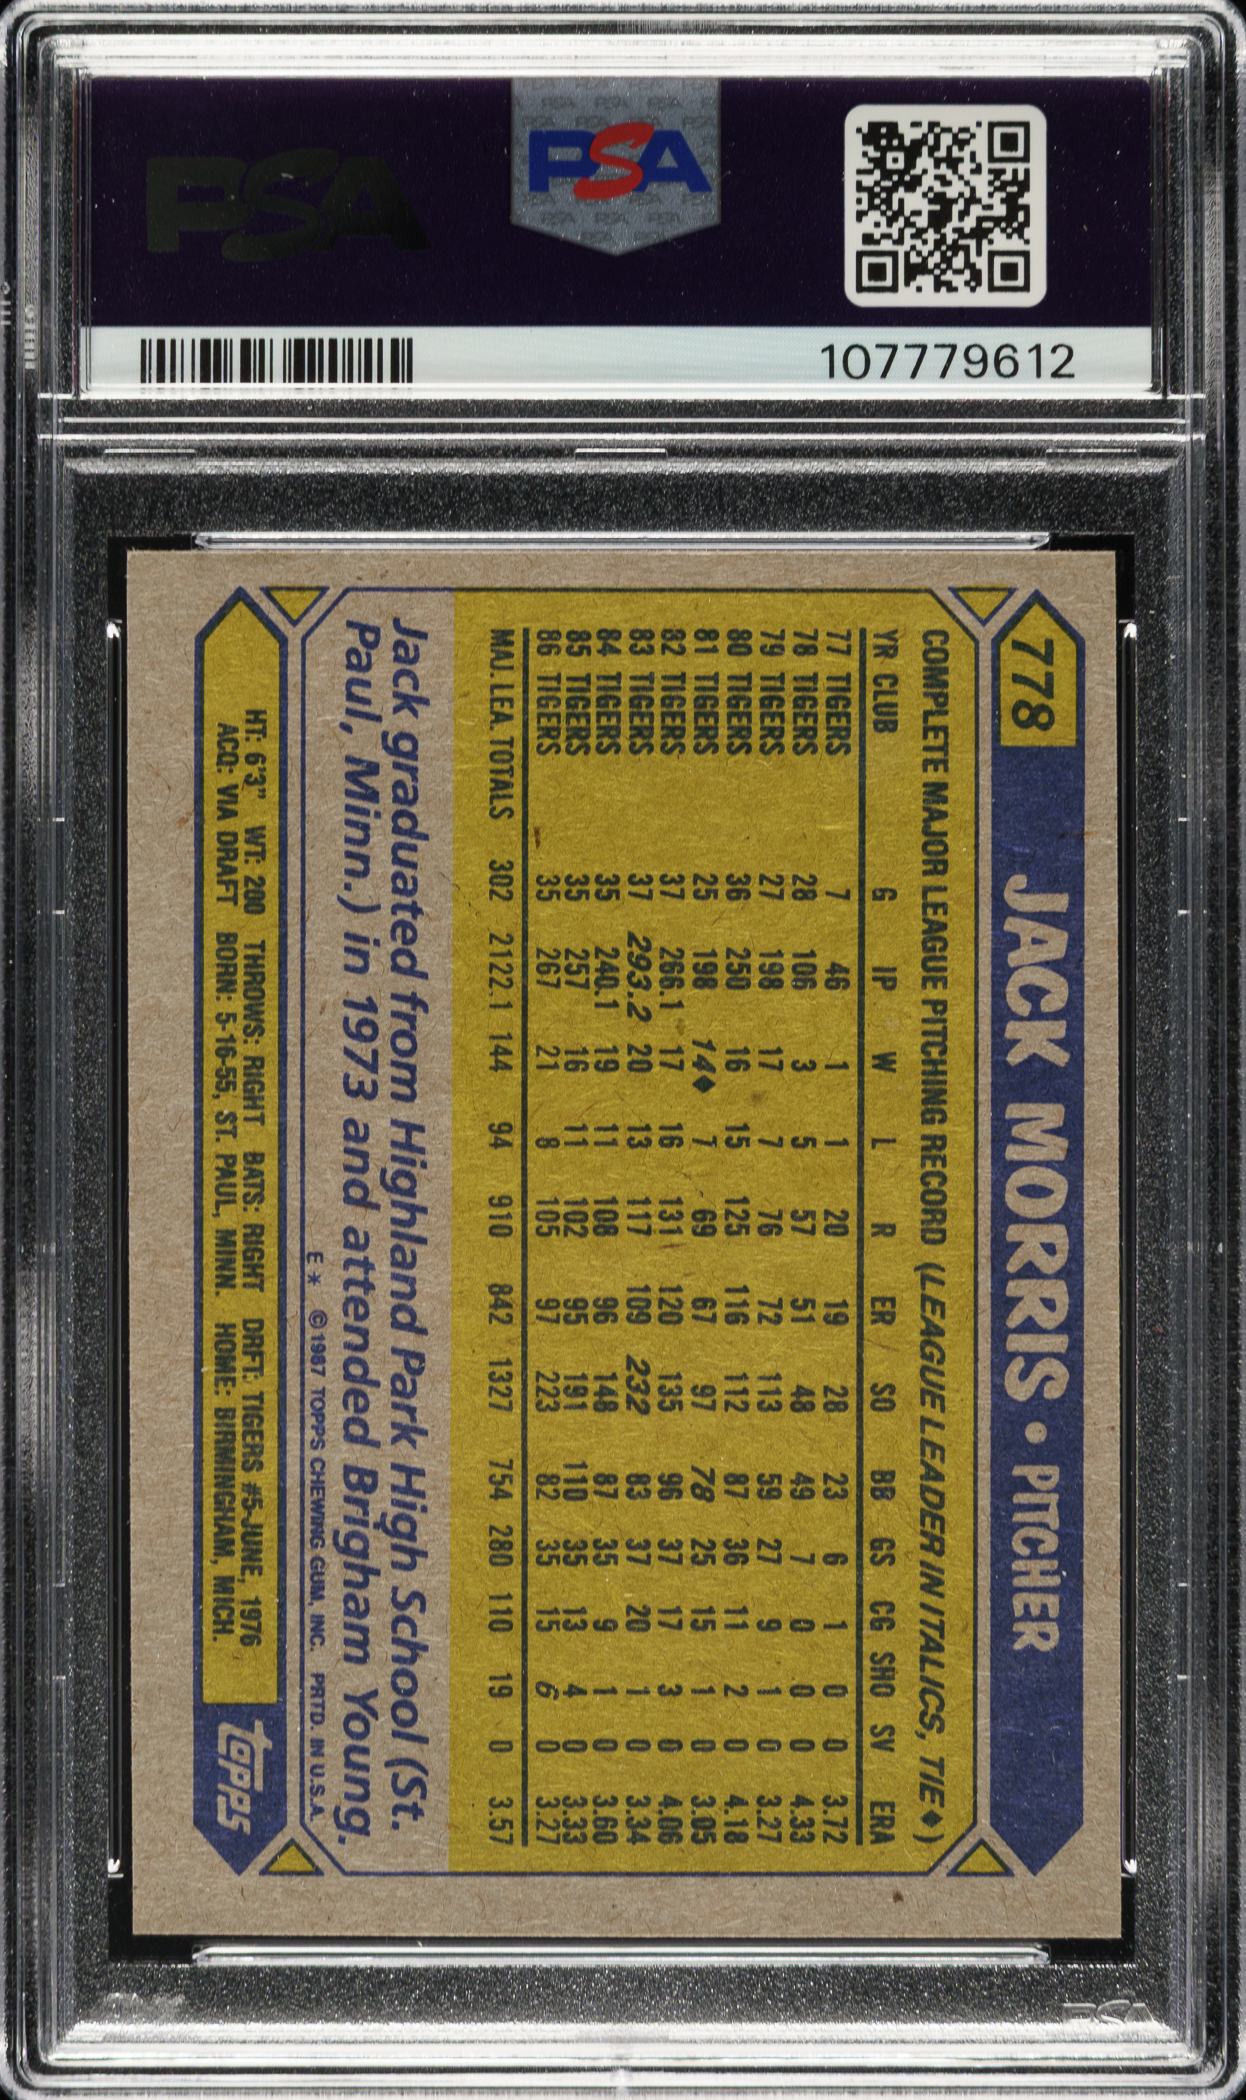 PSA
PSA
107779612
778 JACK MORRIS • PITCHER
COMPLETE MAJOR LEAGUE PITCHING RECORD (LEAGUE LEADER IN ITALICS, TIE♦)
YR CLUB G IP W L R ER SO BB GS CG SHO SV ERA
77 TIGERS 7 46 1 1 20 19 28 23 6 1 0 0 3.72
78 TIGERS 28 106 3 5 57 51 48 49 7 0 0 0 4.33
79 TIGERS 27 198 17 7 76 72 113 59 27 9 1 0 3.27
80 TIGERS 36 250 16 15 125 116 112 87 36 11 2 0 4.18
81 TIGERS 25 198 14♦ 7 69 67 97 78 25 15 1 0 3.05
82 TIGERS 37 266.1 17 16 131 120 135 96 37 17 3 0 4.06
83 TIGERS 37 293.2 20 13 117 109 232 83 37 20 1 0 3.34
84 TIGERS 35 240.1 19 11 108 96 148 87 35 9 1 0 3.60
85 TIGERS 35 257 16 11 102 95 191 110 35 13 4 0 3.33
86 TIGERS 35 267 21 8 105 97 223 82 35 15 6 0 3.27
MAJ. LEA. TOTALS 302 2122.1 144 94 910 842 1327 754 280 110 19 0 3.57
Jack graduated from Highland Park High School (St.
Paul, Minn.) in 1973 and attended Brigham Young.
E * ©1987 TOPPS CHEWING GUM, INC. PRTD. IN U.S.A.
HT: 6'3" WT: 200 THROWS: RIGHT BATS: RIGHT DRFT: TIGERS #5-JUNE, 1976
ACQ: VIA DRAFT BORN: 5-16-55, ST. PAUL, MINN. HOME: BIRMINGHAM, MICH.
topps
PSA